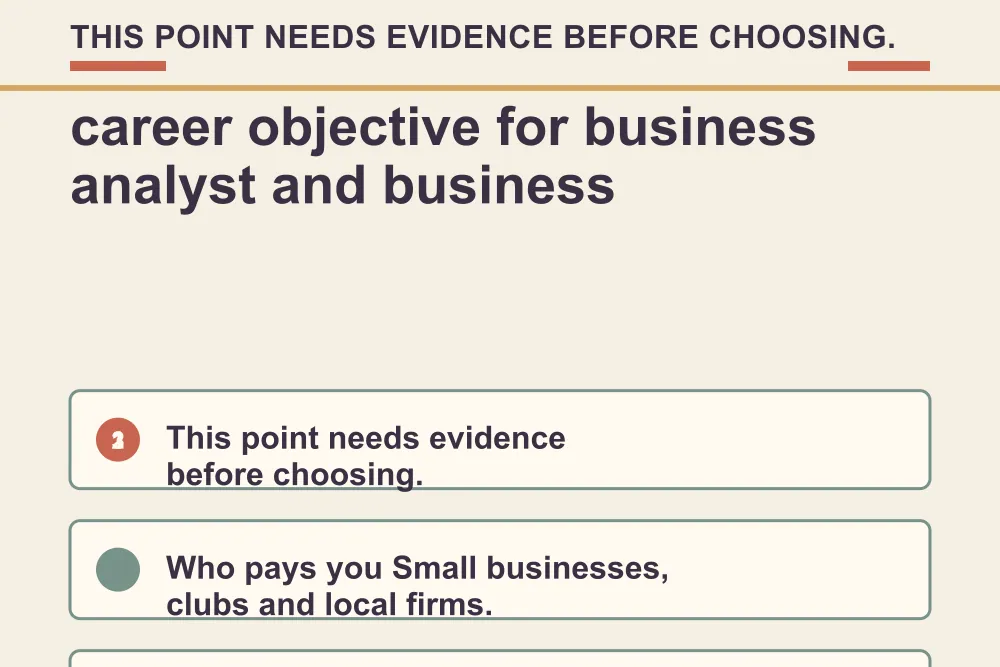 THIS POINT NEEDS EVIDENCE BEFORE CHOOSING.
career objective for business
analyst and business
This point needs evidence
before choosing.
Who pays you Small businesses,
clubs and local firms.